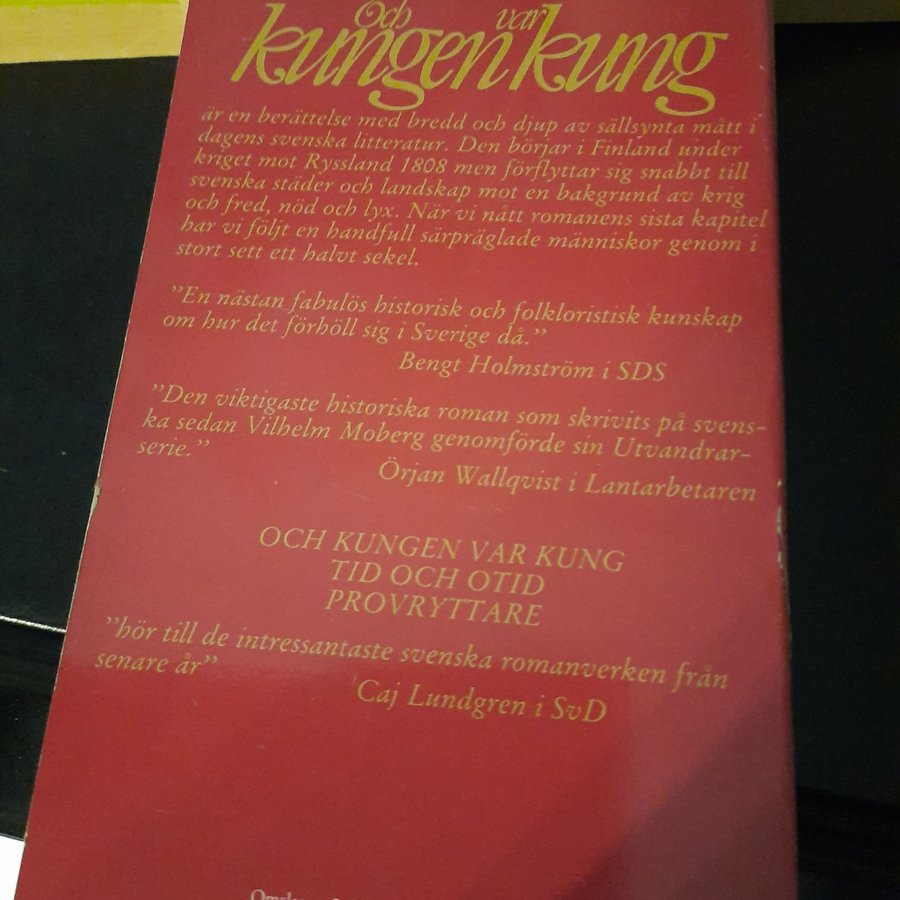 Och var
kungen kung
är en berättelse med bredd och djup av sällsynta mått i
dagens svenska litteratur. Den börjar i Finland under
kriget mot Ryssland 1808 men förflyttar sig snabbt till
svenska städer och landskap mot en bakgrund av krig
och fred, nöd och lyx. När vi nått romanens sista kapitel
har vi följt en handfull särpräglade människor genom i
stort sett ett halvt sekel.
”En nästan fabulös historisk och folkloristisk kunskap
om hur det förhöll sig i Sverige då.”
Bengt Holmström i SDS
”Den viktigaste historiska roman som skrivits på svens-
ka sedan Vilhelm Moberg genomförde sin Utvandrar-
serie.”
Örjan Wallqvist i Lantarbetaren
OCH KUNGEN VAR KUNG
TID OCH OTID
PROVRYTTARE
”hör till de intressantaste svenska romanverken från
senare år”
Caj Lundgren i SvD